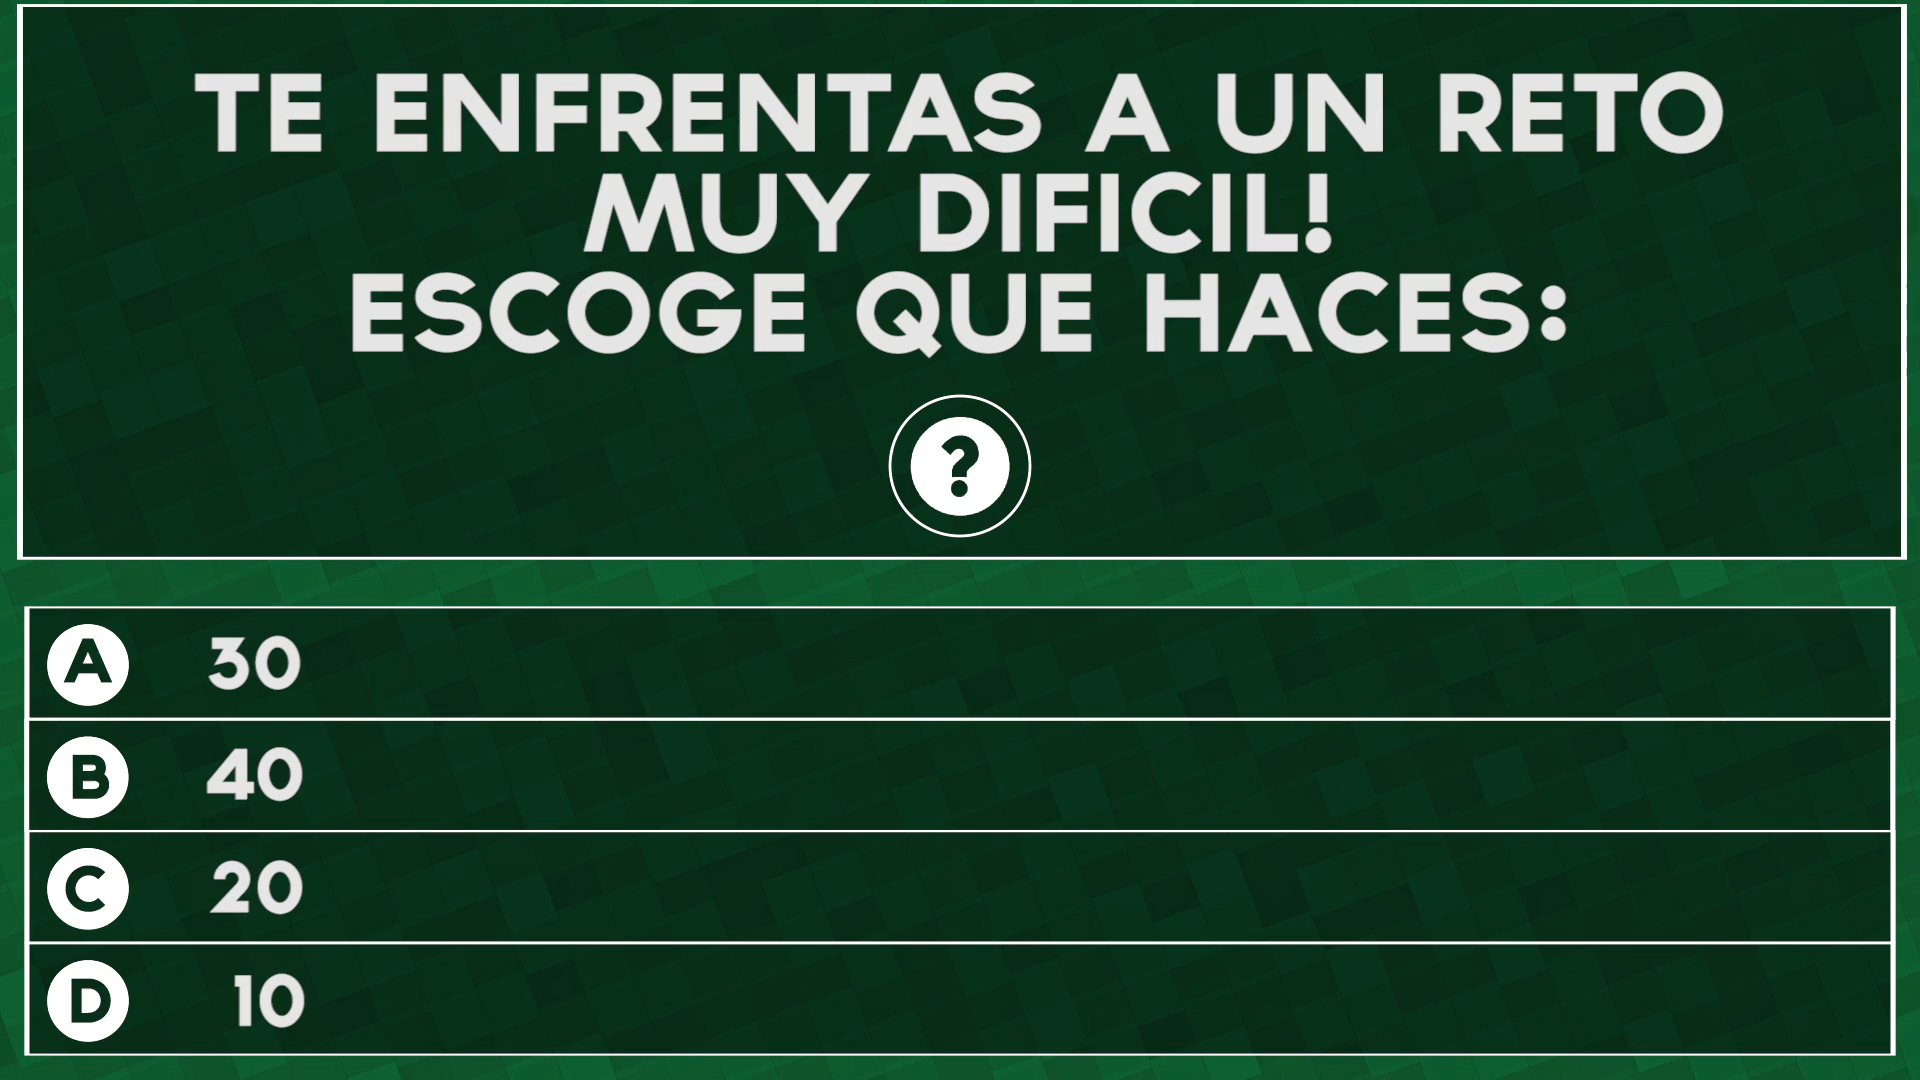 TE ENFRENTAS A UN RETO
MUY DIFICIL!
ESCOGE QUE HACES:
?
A 30
B 40
C 20
D 10